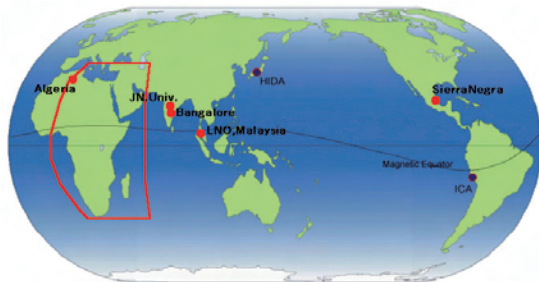 Algeria
HIDA
JN.Univ.
SierraNegra
Bangalore
LNO,Malaysia
Magnetic Equator
ICA